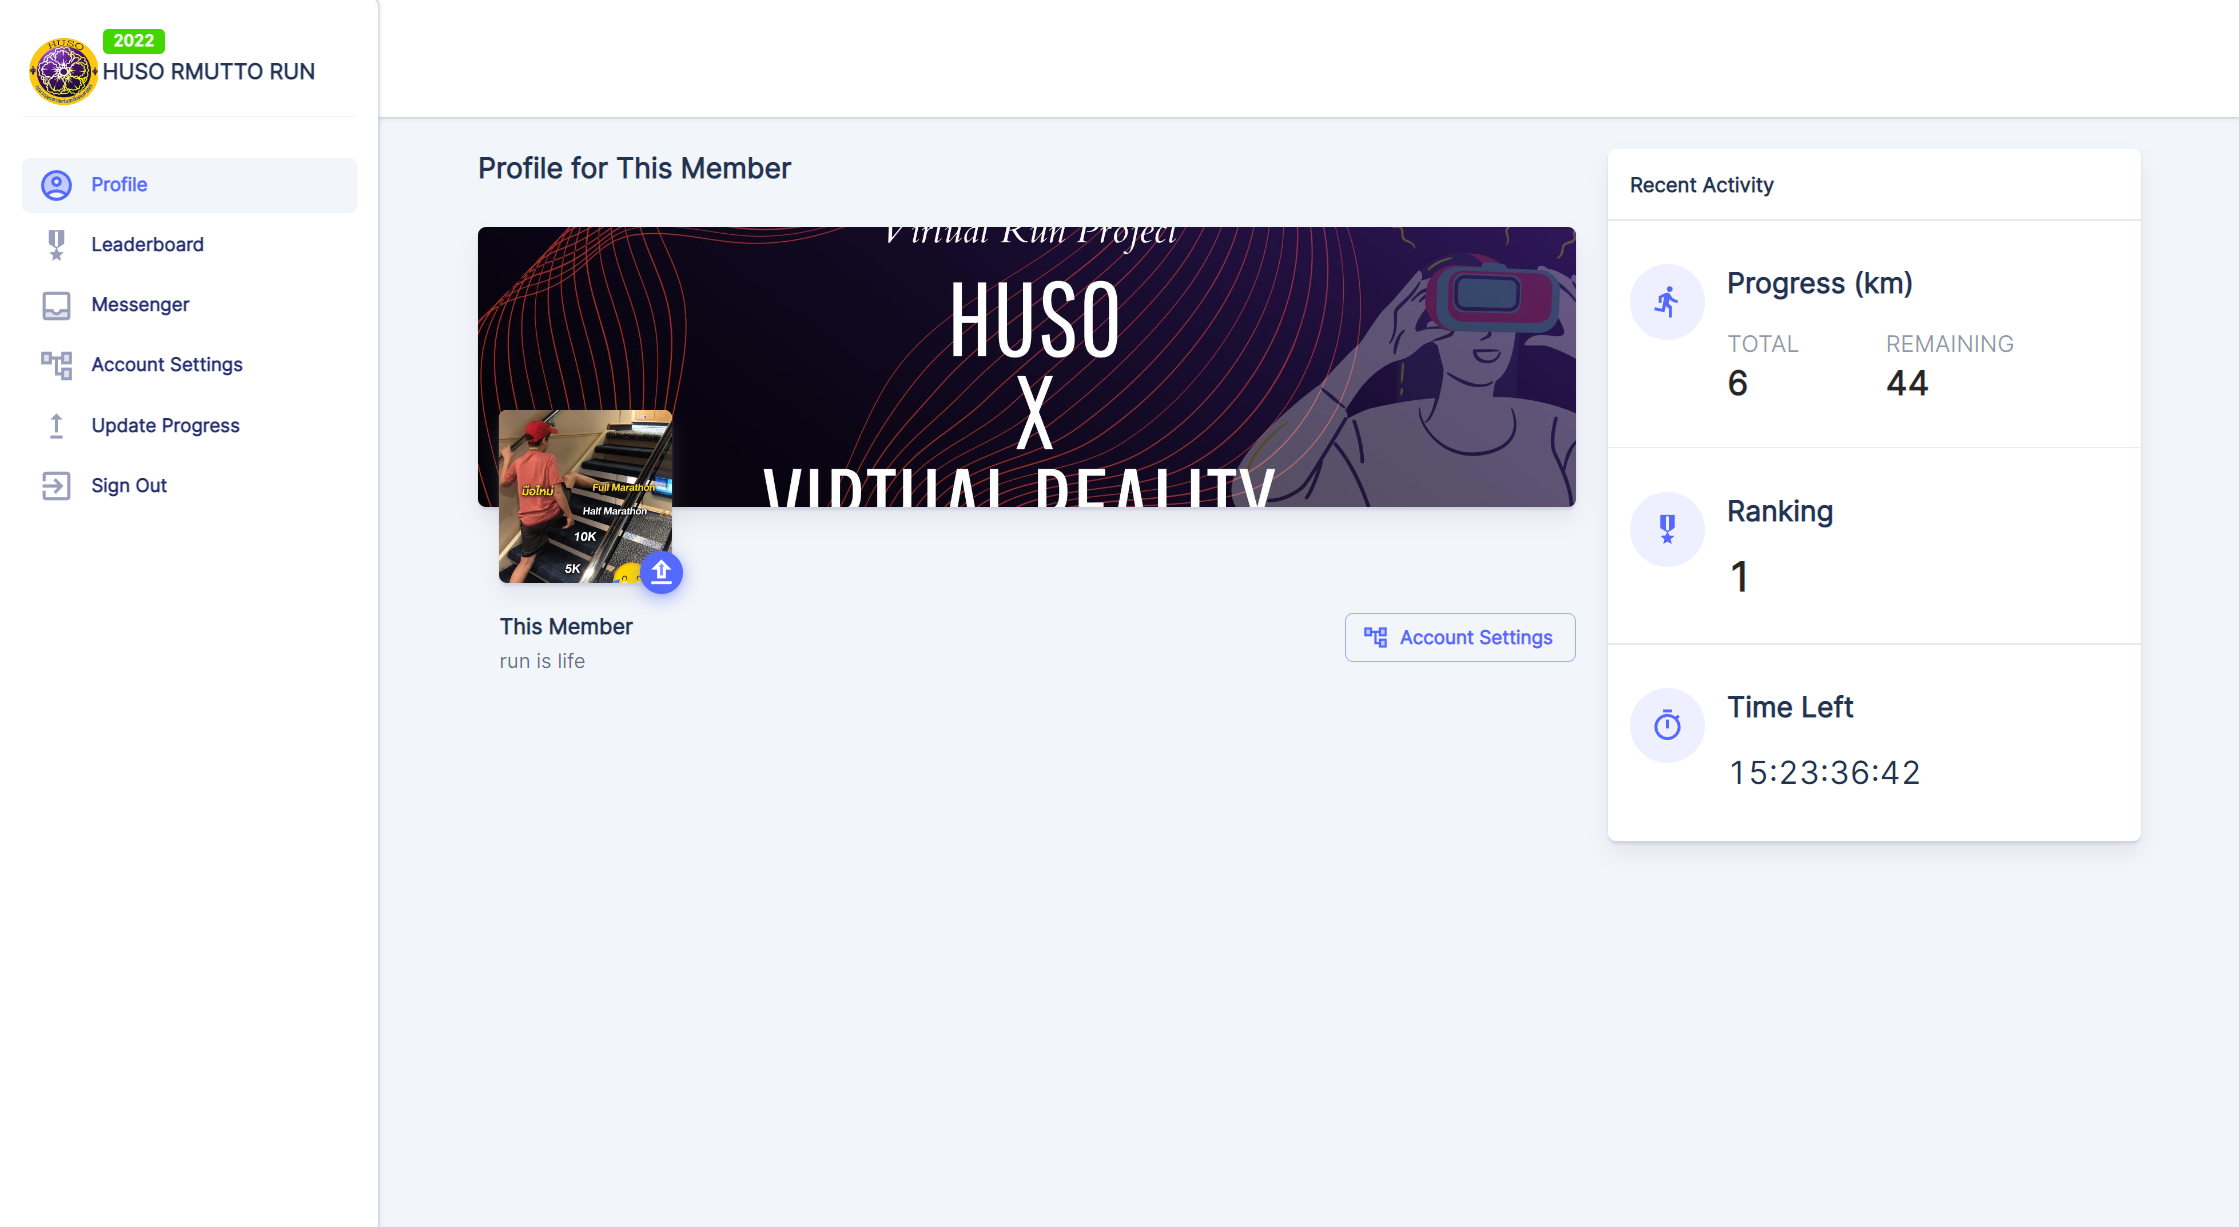 HUSO
2022
HUSO RMUTTO RUN
Profile
Leaderboard
Messenger
Account Settings
Update Progress
Sign Out
Profile for This Member
Virtual Run Project
HUSO
X
VIRTUAL REALITY
มือใหม่
Full Marathon
Half Marathon
10K
5K
This Member
run is life
Account Settings
Recent Activity
Progress (km)
TOTAL
REMAINING
6
44
Ranking
1
Time Left
15:23:36:42